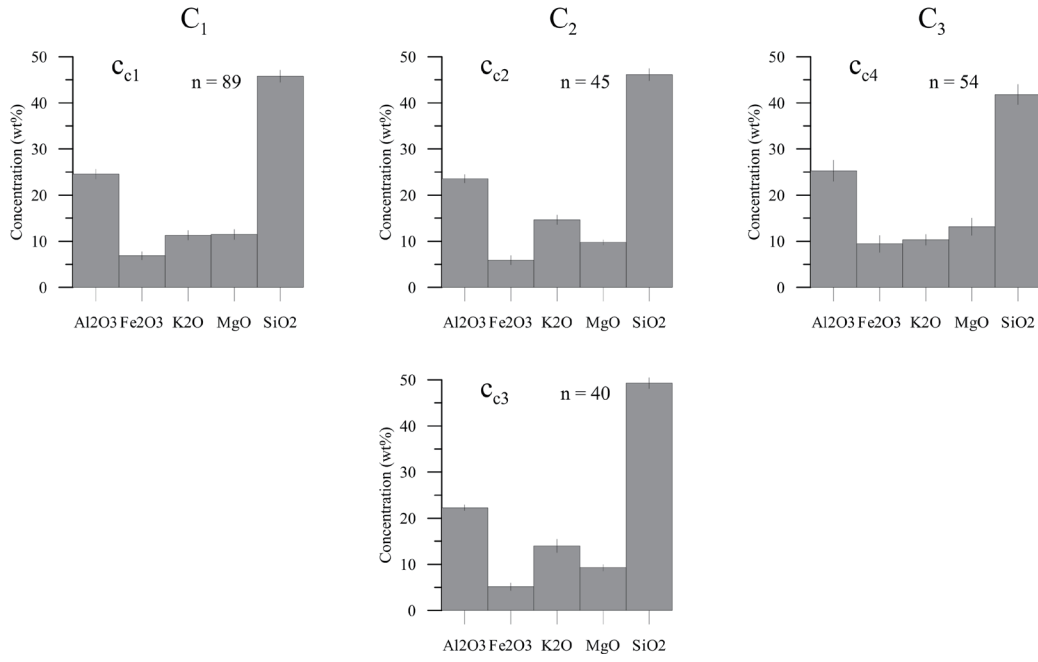 C1 C2 C3
50 cc1 n = 89
40
30
20
10
0
Concentration (wt%)
Al2O3 Fe2O3 K2O MgO SiO2
50 cc2 n = 45
40
30
20
10
0
Concentration (wt%)
Al2O3 Fe2O3 K2O MgO SiO2
50 cc4 n = 54
40
30
20
10
0
Concentration (wt%)
Al2O3 Fe2O3 K2O MgO SiO2
50 cc3 n = 40
40
30
20
10
0
Concentration (wt%)
Al2O3 Fe2O3 K2O MgO SiO2